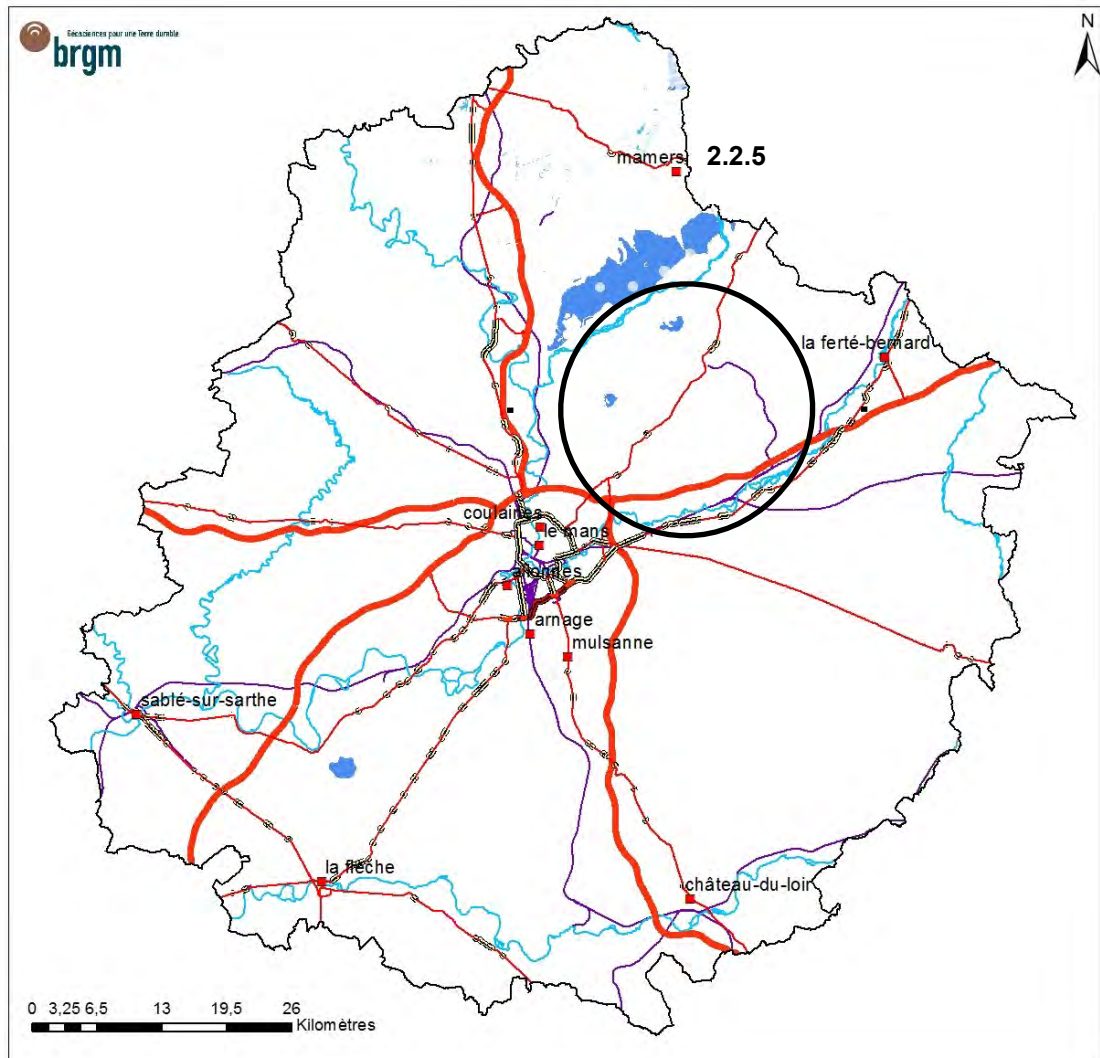 Géosciences pour une Terre durable
brgm
N
mamers
2.2.5
la ferté-bernard
coulaines
le mans
allonnes
arnage
mulsanne
sablé-sur-sarthe
la flèche
château-du-loir
0 3,25 6,5 13 19,5 26
Kilomètres